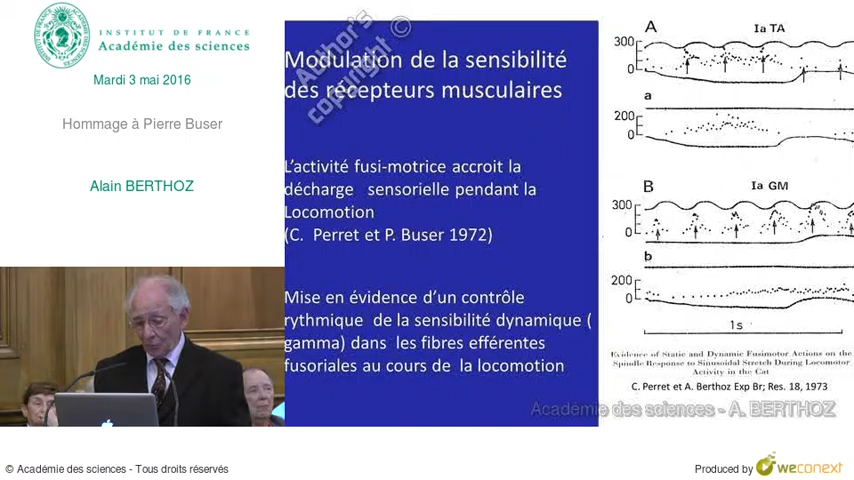 INSTITUT DE FRANCE
Académie des sciences
Mardi 3 mai 2016
Hommage à Pierre Buser
Alain BERTHOZ
Author's
copyright ©
Modulation de la sensibilité
des récepteurs musculaires
L'activité fusi-motrice accroit la
décharge sensorielle pendant la
Locomotion
(C. Perret et P. Buser 1972)
Mise en évidence d'un contrôle
rythmique de la sensibilité dynamique (
gamma) dans les fibres efférentes
fusoriales au cours de la locomotion
A
Ia TA
300
0
a
200
0
B
Ia GM
300
0
b
200
0
1s
Evidence of Static and Dynamic Fusimotor Actions on the
Spindle Response to Sinusoidal Stretch During Locomotor
Activity in the Cat
C. Perret et A. Berthoz Exp Br; Res. 18, 1973
Académie des sciences - A. BERTHOZ
© Académie des sciences - Tous droits réservés
Produced by
weconext